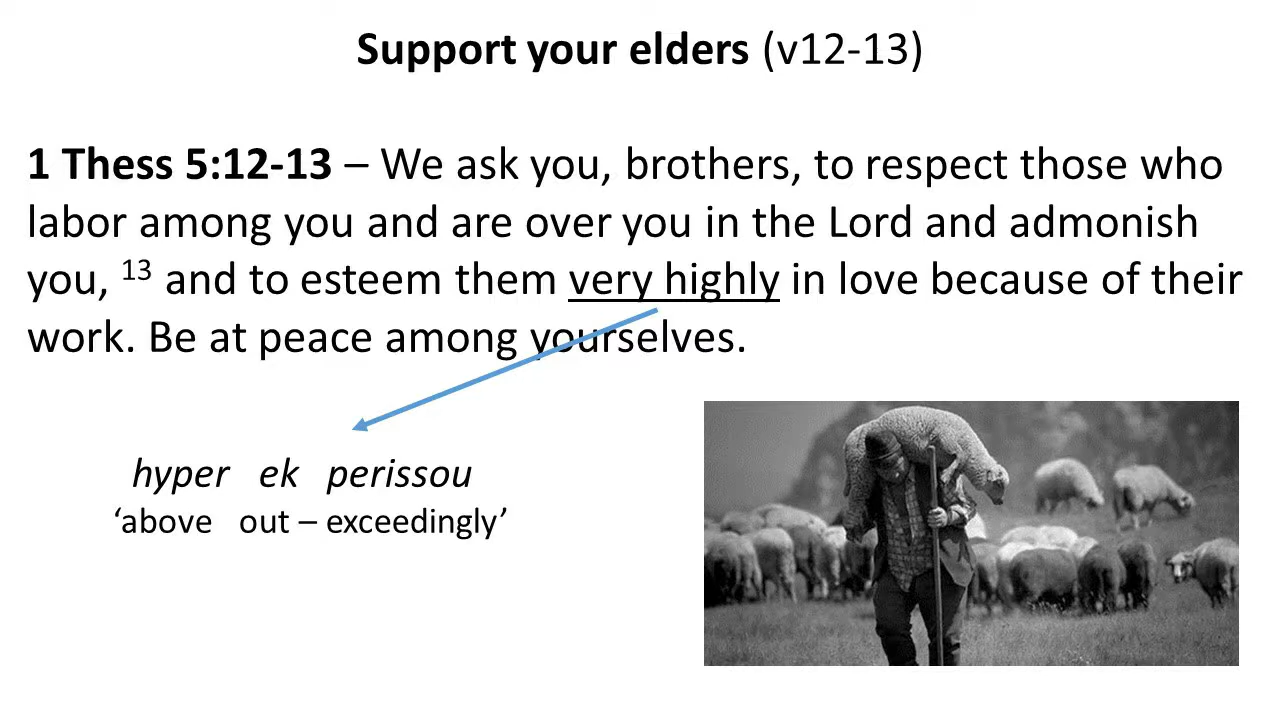 Support your elders (v12-13)
1 Thess 5:12-13 – We ask you, brothers, to respect those who
labor among you and are over you in the Lord and admonish
you, 13 and to esteem them very highly in love because of their
work. Be at peace among yourselves.
hyper ek perissou
‘above out – exceedingly’